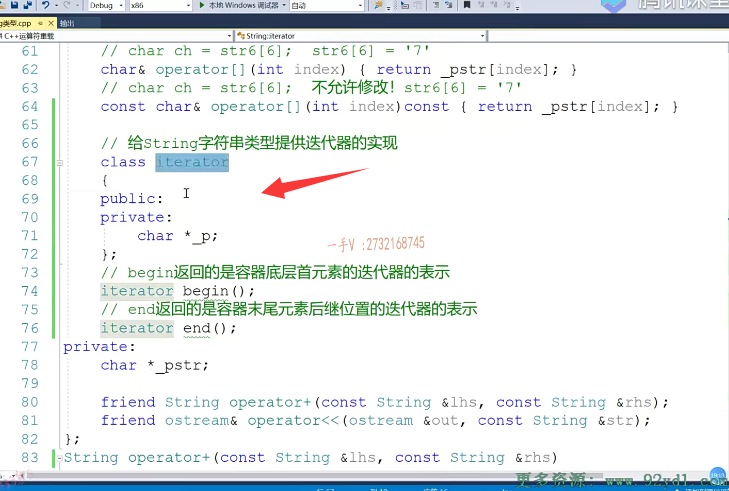 Debug x86 本地 Windows 调试器 自动
腾讯课堂
类型.cpp 输出
C++运算符重载 String::iterator
61 // char ch = str6[6]; str6[6] = '7'
62 char& operator[](int index) { return _pstr[index]; }
63 // char ch = str6[6]; 不允许修改! str6[6] = '7'
64 const char& operator[](int index)const { return _pstr[index]; }
65
66 // 给String字符串类型提供迭代器的实现
67 class iterator
68 {
69 public:
70 private:
71 char *_p;
72 };
一手V :2732168745
73 // begin返回的是容器底层首元素的迭代器的表示
74 iterator begin();
75 // end返回的是容器末尾元素后继位置的迭代器的表示
76 iterator end();
77 private:
78 char *_pstr;
79
80 friend String operator+(const String &lhs, const String &rhs);
81 friend ostream& operator<<(ostream &out, const String &str);
82 };
83 String operator+(const String &lhs, const String &rhs)
更多资源: www.92xdl.com